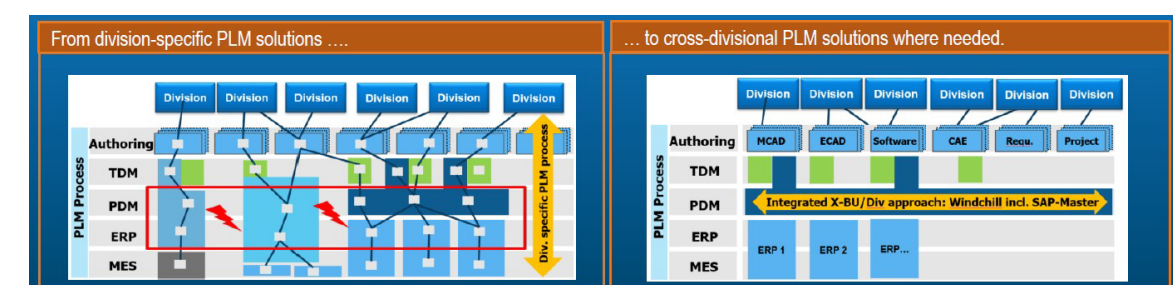 From division-specific PLM solutions ….
… to cross-divisional PLM solutions where needed.
Division Division Division Division Division Division
PLM Process
Authoring
TDM
PDM
ERP
MES
Div. specific PLM process
Division Division Division Division Division Division
PLM Process
Authoring MCAD ECAD Software CAE Requ. Project
TDM
PDM Integrated X-BU/Div approach: Windchill incl. SAP-Master
ERP
ERP 1 ERP 2 ERP...
MES